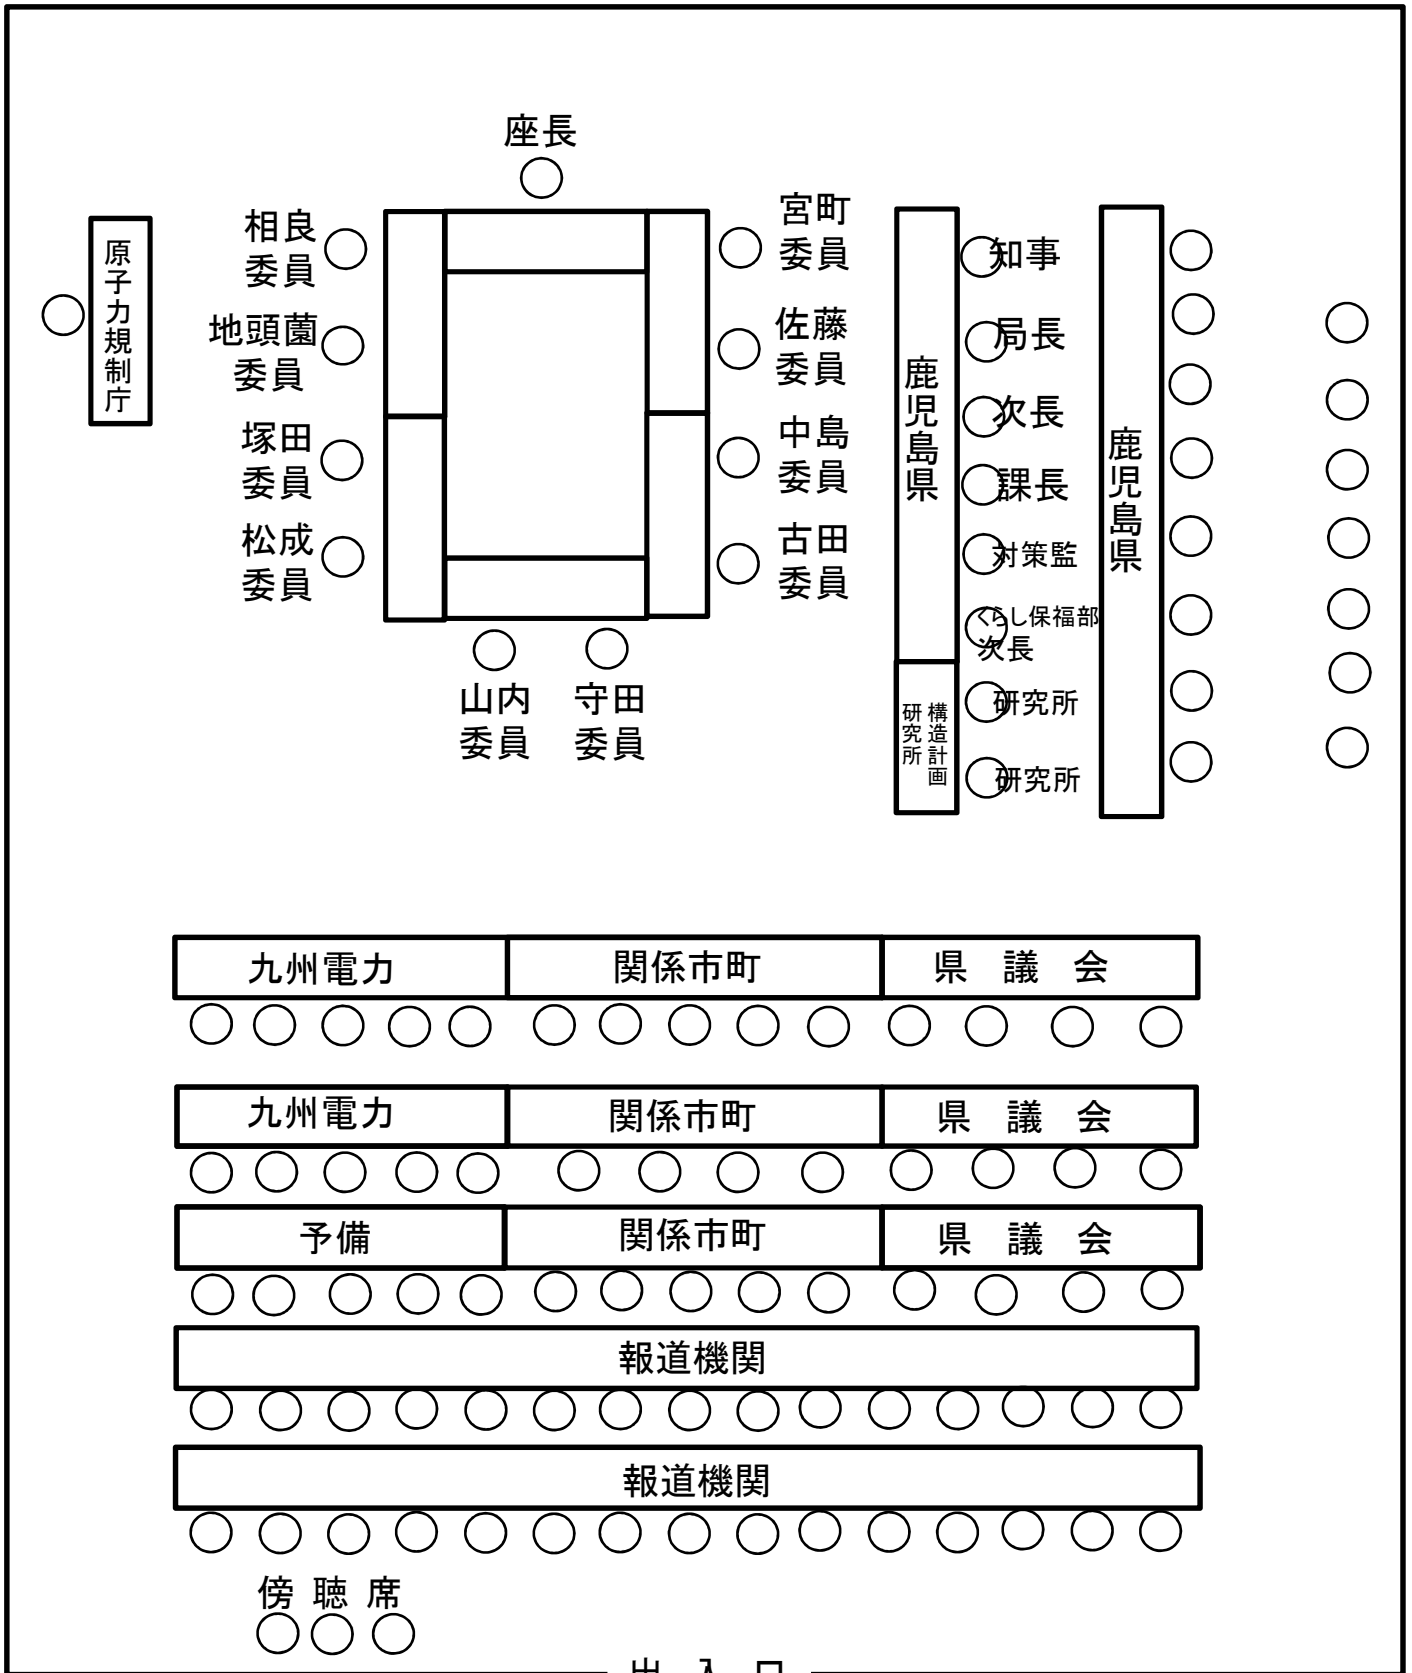 座長
相良
委員
地頭薗
委員
塚田
委員
松成
委員
宮町
委員
佐藤
委員
中島
委員
古田
委員
山内
委員
守田
委員
原子力規制庁
鹿児島県
構造計画
研究所
知事
局長
次長
課長
対策監
くらし保福部
次長
研究所
研究所
鹿児島県
九州電力
関係市町
県 議 会
九州電力
関係市町
県 議 会
予備
関係市町
県 議 会
報道機関
報道機関
傍 聴 席
出 入 口